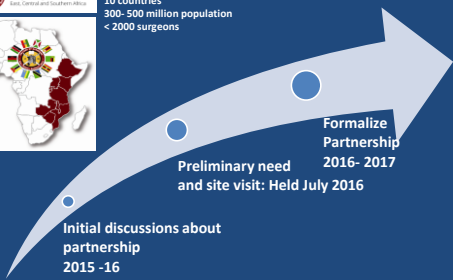 East, Central and Southern Africa
10 countries
300- 500 million population
< 2000 surgeons
Formalize
Partnership
2016- 2017
Preliminary need
and site visit: Held July 2016
Initial discussions about
partnership
2015 -16